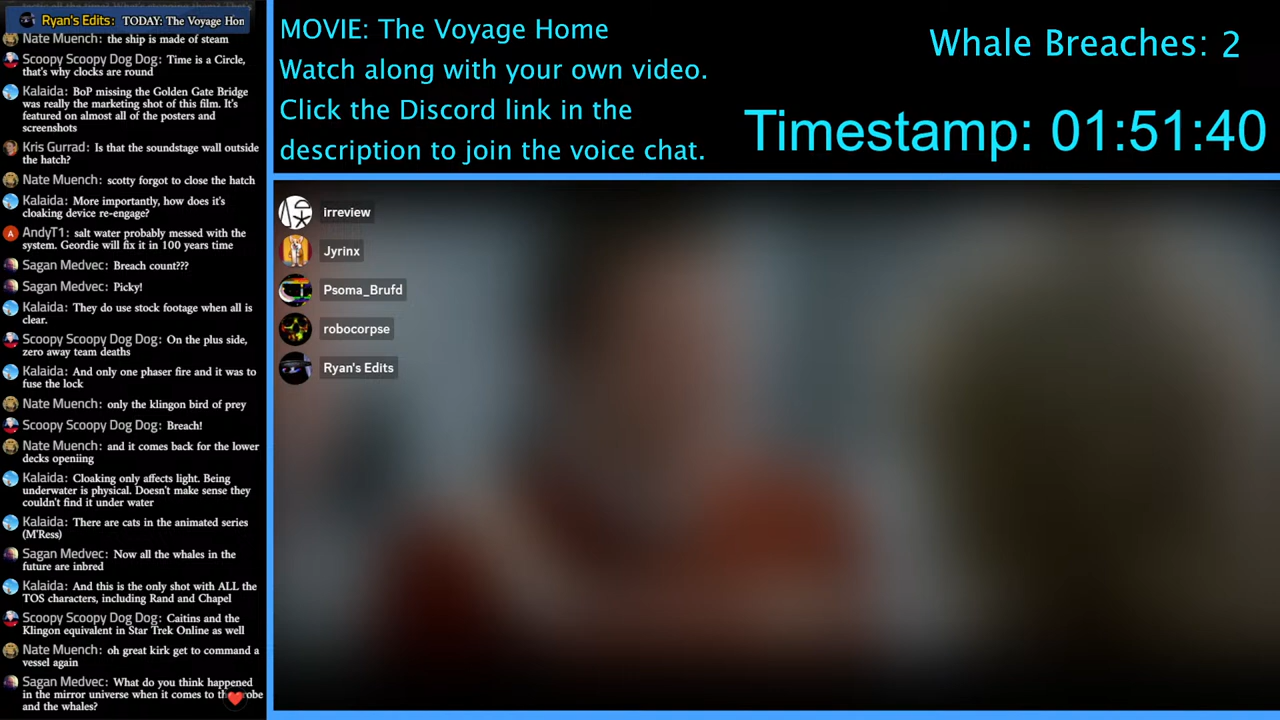 Ryan's Edits: TODAY: The Voyage Hon
Nate Muench: the ship is made of steam
Scoopy Scoopy Dog Dog: Time is a Circle,
that's why clocks are round
Kalaida: BoP missing the Golden Gate Bridge
was really the marketing shot of this film. It's
featured on almost all of the posters and
screenshots
Kris Gurrad: Is that the soundstage wall outside
the hatch?
Nate Muench: scotty forgot to close the hatch
Kalaida: More importantly, how does it's
cloaking device re-engage?
AndyT1: salt water probably messed with the
system. Geordie will fix it in 100 years time
Sagan Medvec: Breach count???
Sagan Medvec: Picky!
Kalaida: They do use stock footage when all is
clear.
Scoopy Scoopy Dog Dog: On the plus side,
zero away team deaths
Kalaida: And only one phaser fire and it was to
fuse the lock
Nate Muench: only the klingon bird of prey
Scoopy Scoopy Dog Dog: Breach!
Nate Muench: and it comes back for the lower
decks openiing
Kalaida: Cloaking only affects light. Being
underwater is physical. Doesn't make sense they
couldn't find it under water
Kalaida: There are cats in the animated series
(M'Ress)
Sagan Medvec: Now all the whales in the
future are inbred
Kalaida: And this is the only shot with ALL the
TOS characters, including Rand and Chapel
Scoopy Scoopy Dog Dog: Caitins and the
Klingon equivalent in Star Trek Online as well
Nate Muench: oh great kirk get to command a
vessel again
Sagan Medvec: What do you think happened
in the mirror universe when it comes to
and the whales?
MOVIE: The Voyage Home
Watch along with your own video.
Click the Discord link in the
description to join the voice chat.
Whale Breaches: 2
Timestamp: 01:51:40
irreview
Jyrinx
Psoma_Brufd
robocorpse
Ryan's Edits